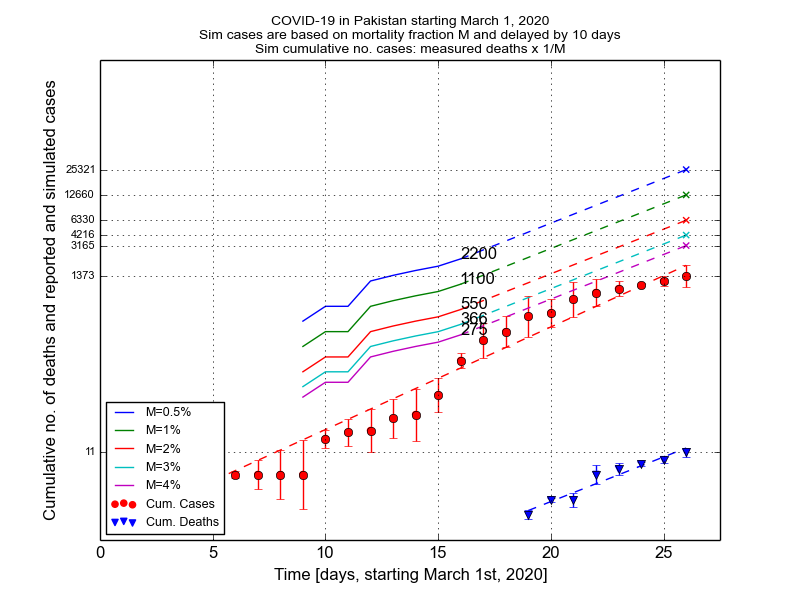 COVID-19 in Pakistan starting March 1, 2020
Sim cases are based on mortality fraction M and delayed by 10 days
Sim cumulative no. cases: measured deaths x 1/M
Cumulative no. of deaths and reported and simulated cases
25321
12660
6330
4216
3165
1373
11
2200
1100
550
366
275
M=0.5%
M=1%
M=2%
M=3%
M=4%
Cum. Cases
Cum. Deaths
0
5
10
15
20
25
Time [days, starting March 1st, 2020]